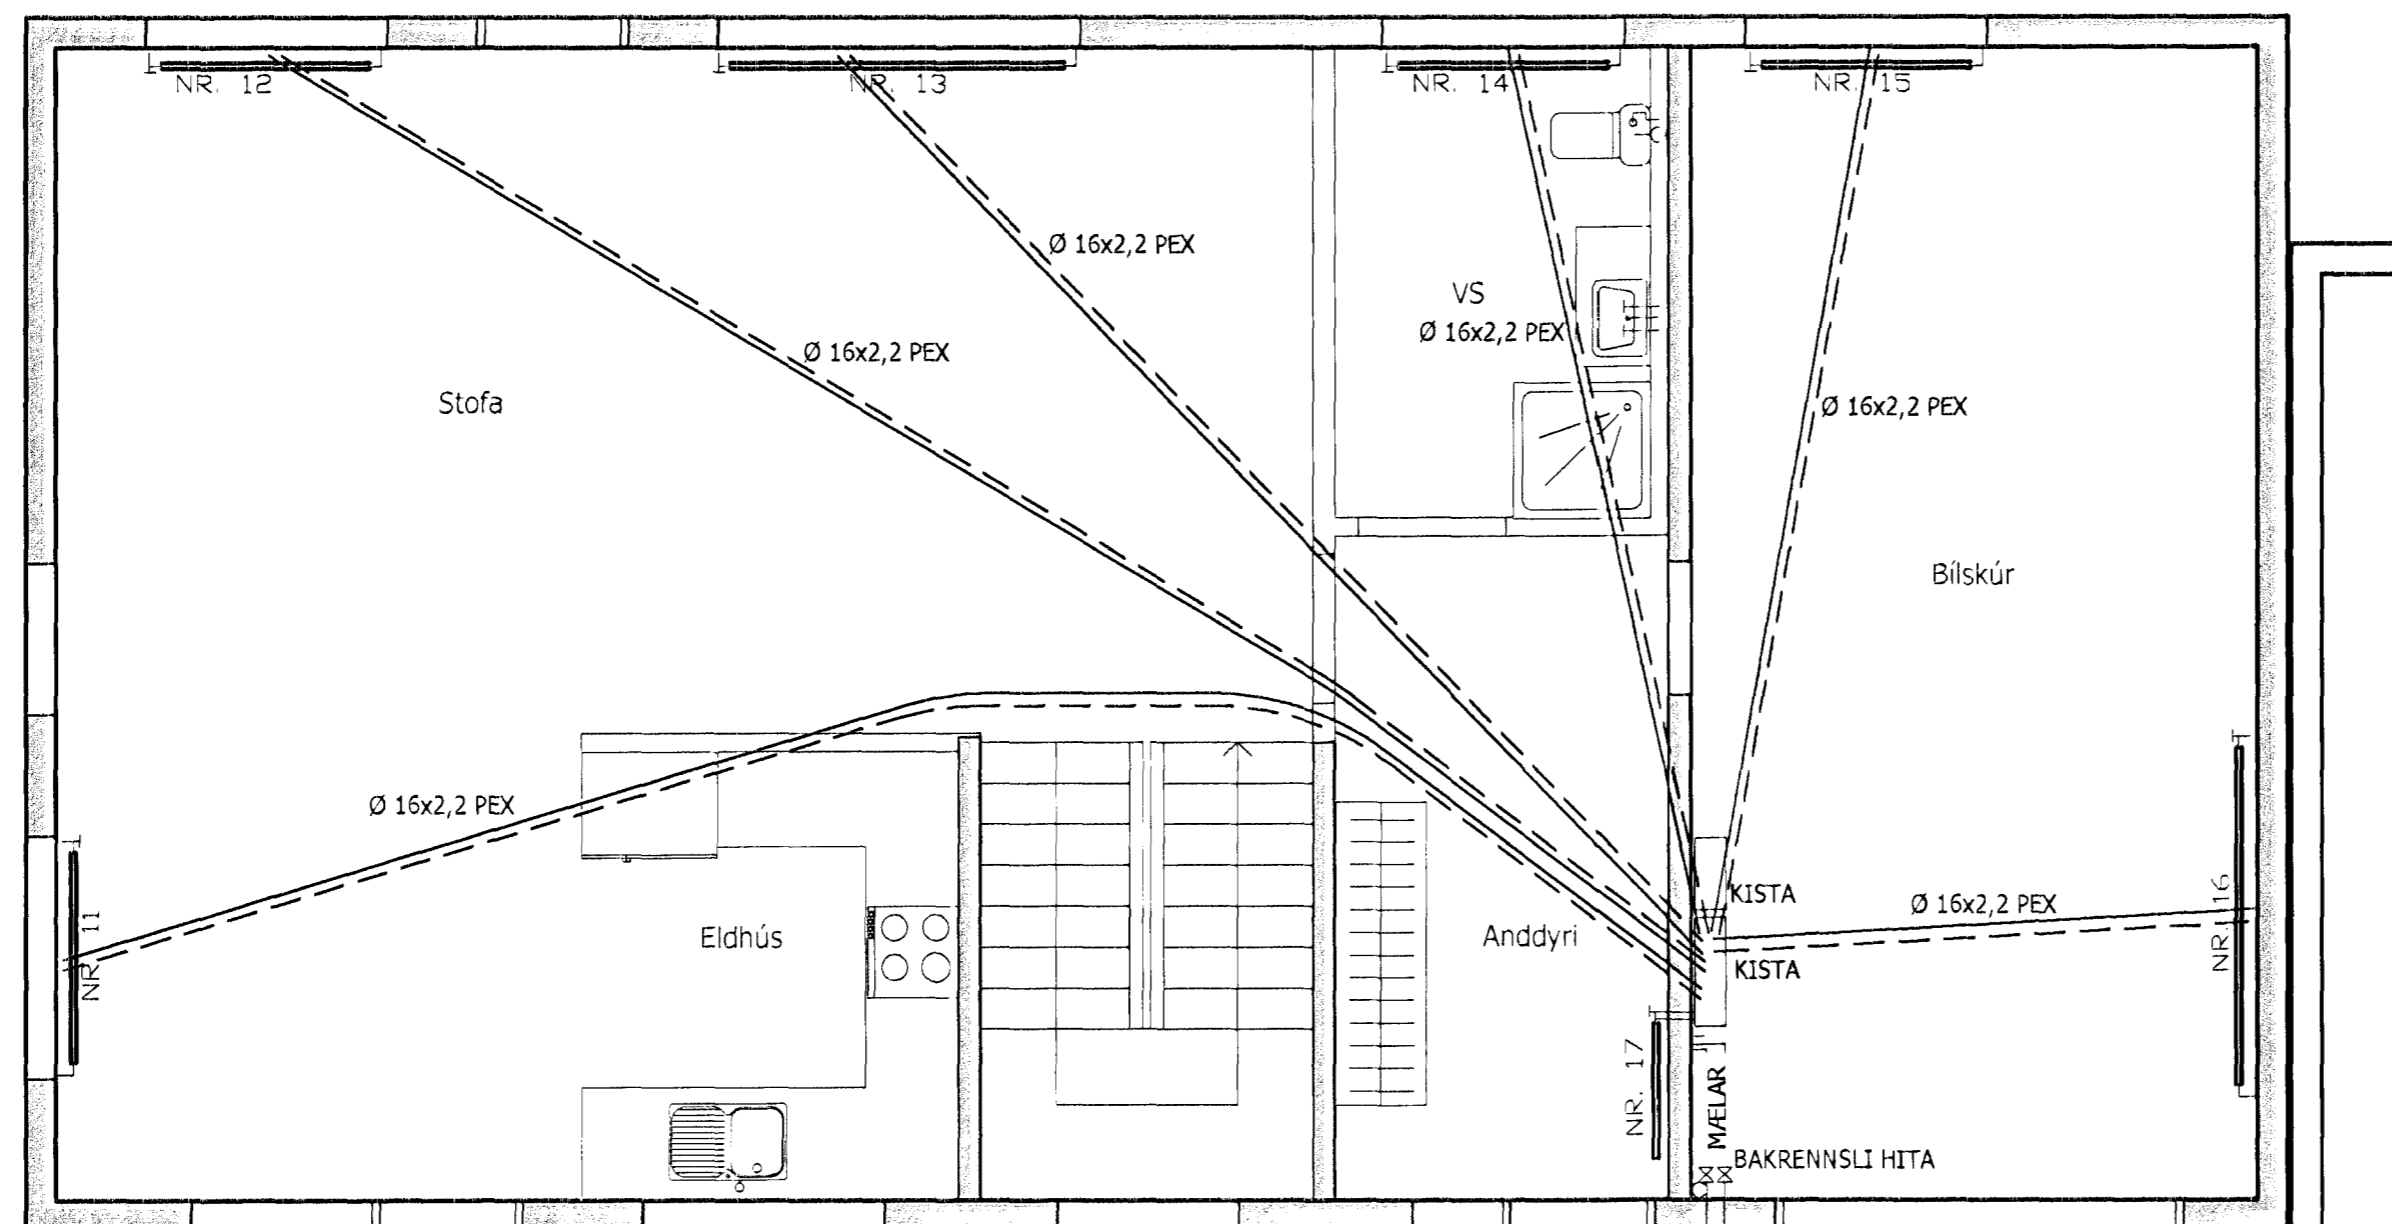 NR. 12
NR. 13
NR. 14
NR. 15
Ø 16x2,2 PEX
VS
Ø 16x2,2 PEX
Ø 16x2,2 PEX
Stofa
Ø 16x2,2 PEX
Bílskúr
Ø 16x2,2 PEX
NR. 11
Eldhús
Anddyri
KISTA
Ø 16x2,2 PEX
KISTA
NR. 16
NR. 17
MÆLAR
BAKRENNSLI HITA